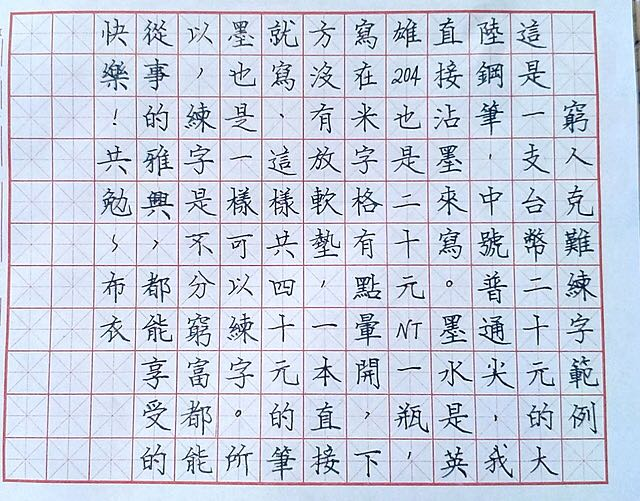 窮人克難練字範例
這是一支台幣二十元的大
陸鋼筆，中號普通尖，我
直接沾墨來寫。墨水是英
雄204也是二十元NT一瓶，
寫在米字格有點暈開，下
方沒有放軟墊，一本直接
就寫，這樣共四十元的筆
墨也是一樣可以練字。所
以，練字是不分窮富都能
從事的雅興，都能享受的
快樂！共勉～布衣